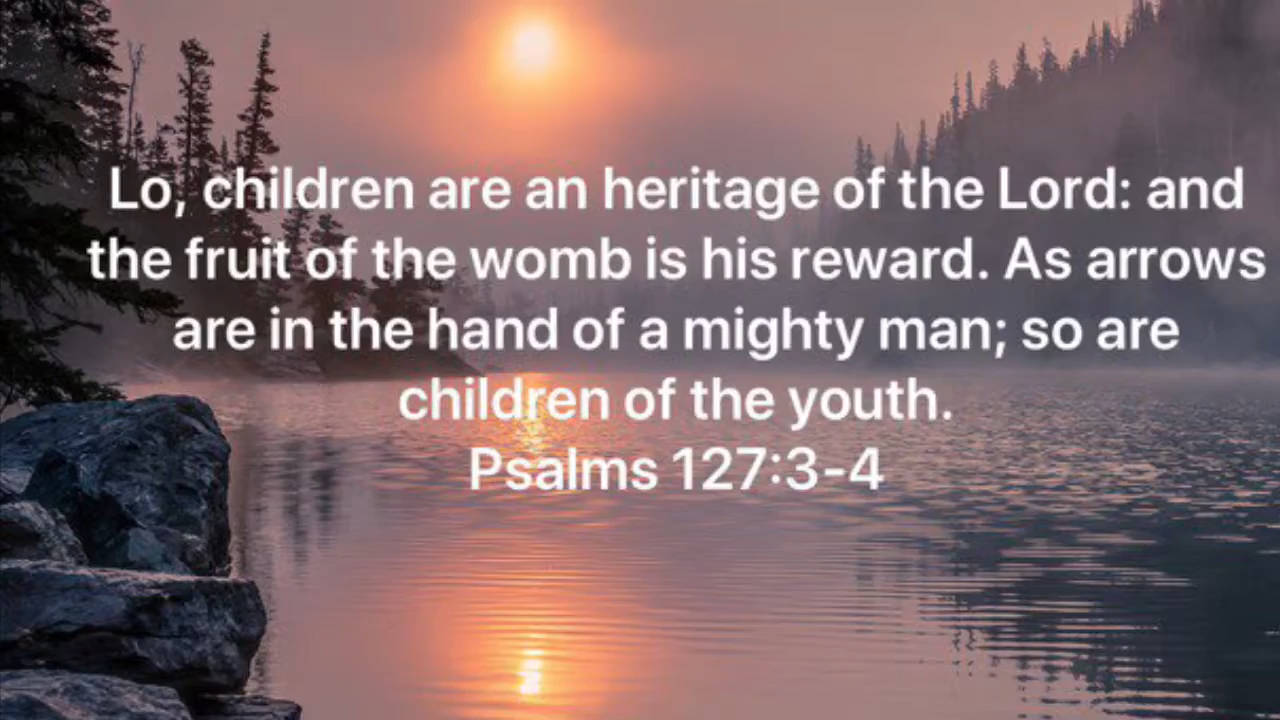 Lo, children are an heritage of the Lord: and
the fruit of the womb is his reward. As arrows
are in the hand of a mighty man; so are
children of the youth.
Psalms 127:3-4